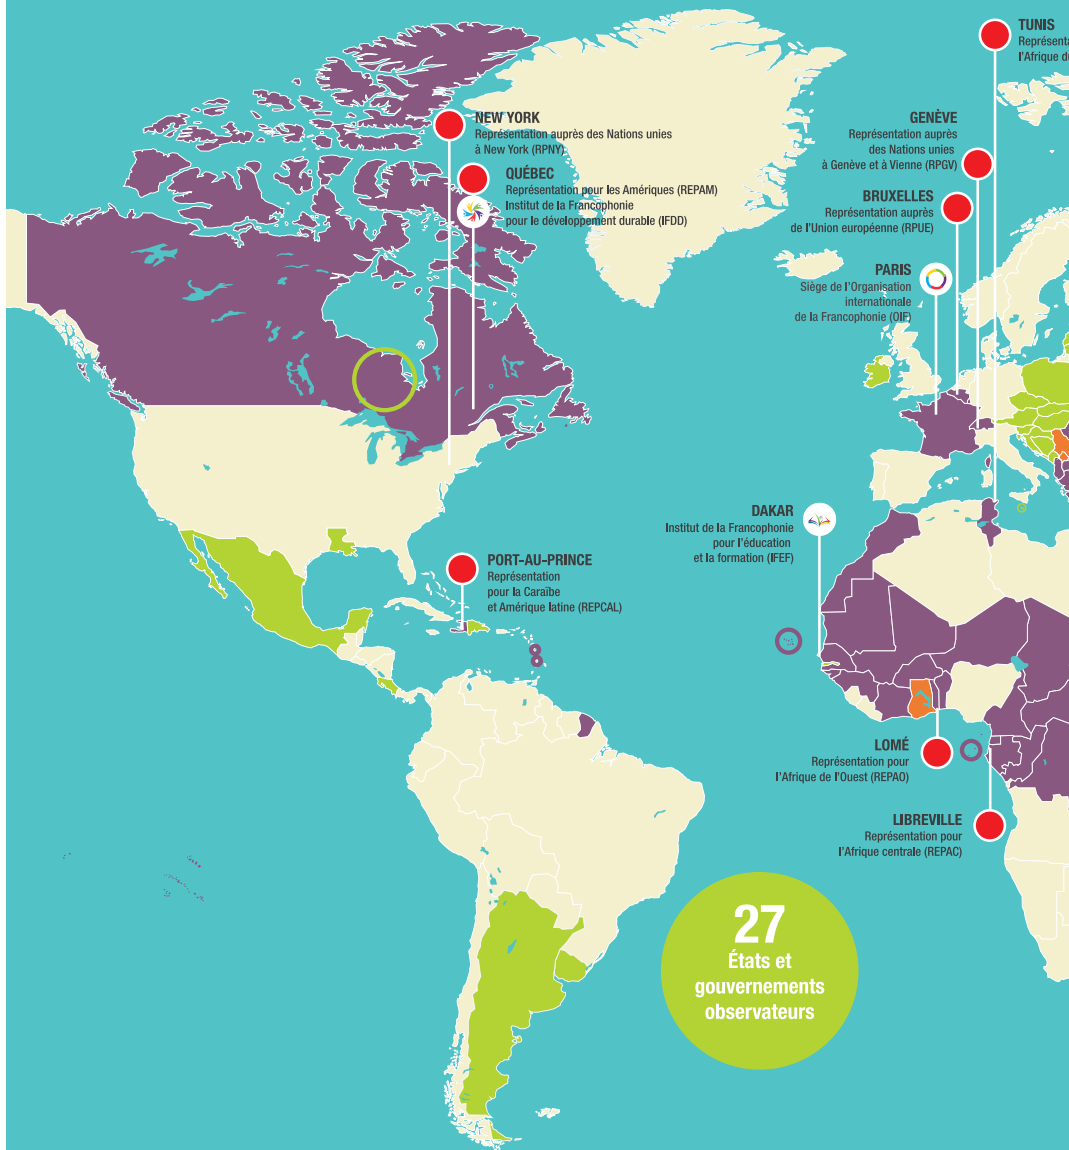 TUNIS
l'Afrique
NEW YORK
Représentation auprès des Nations unies
à New York (RPNY)
QUÉBEC
Représentation pour les Amériques (REPAM)
Institut de la Francophonie
pour le développement durable (IFDD)
GENÈVE
Représentation auprès
des Nations unies
à Genève et à Vienne (RPGV)
BRUXELLES
Représentation auprès
de l'Union européenne (RPUE)
PARIS
Siège de l'Organisation
internationale
de la Francophonie (OIF)
DAKAR
Institut de la Francophonie
pour l'éducation
et la formation (IFEF)
PORT-AU-PRINCE
Représentation
pour la Caraïbe
et Amérique latine (REPCAL)
LOMÉ
Représentation pour
l'Afrique de l'Ouest (REPAO)
LIBREVILLE
Représentation pour
l'Afrique centrale (REPAC)
27
États et
gouvernements
observateurs